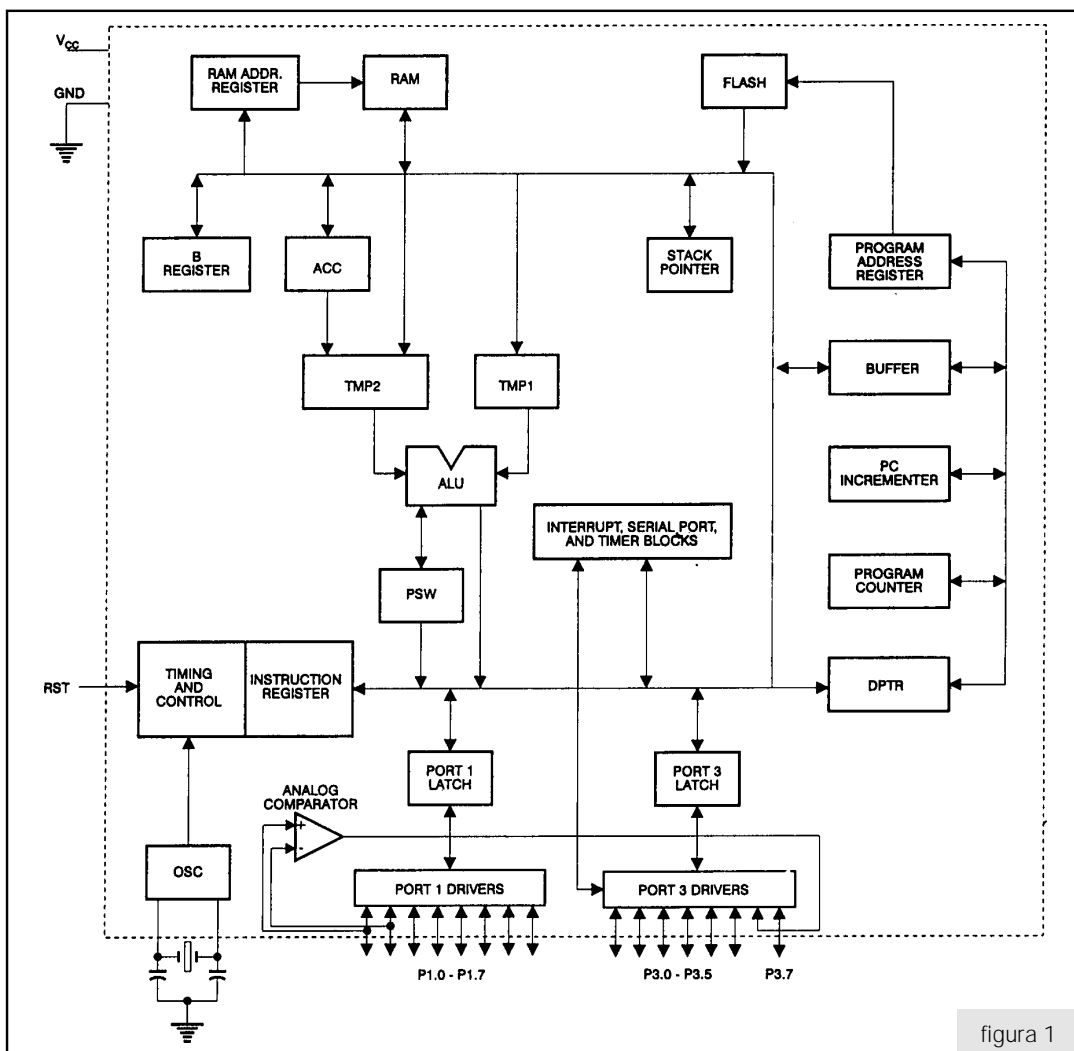 VCC
GND
RAM ADDR.
REGISTER
RAM
FLASH
B
REGISTER
ACC
STACK
POINTER
PROGRAM
ADDRESS
REGISTER
TMP2
TMP1
BUFFER
ALU
PC
INCREMENTER
INTERRUPT, SERIAL PORT,
AND TIMER BLOCKS
PSW
PROGRAM
COUNTER
RST
TIMING
AND
CONTROL
INSTRUCTION
REGISTER
DPTR
PORT 1
LATCH
PORT 3
LATCH
ANALOG
COMPARATOR
+
-
OSC
PORT 1 DRIVERS
PORT 3 DRIVERS
P1.0 - P1.7
P3.0 - P3.5
P3.7
figura 1